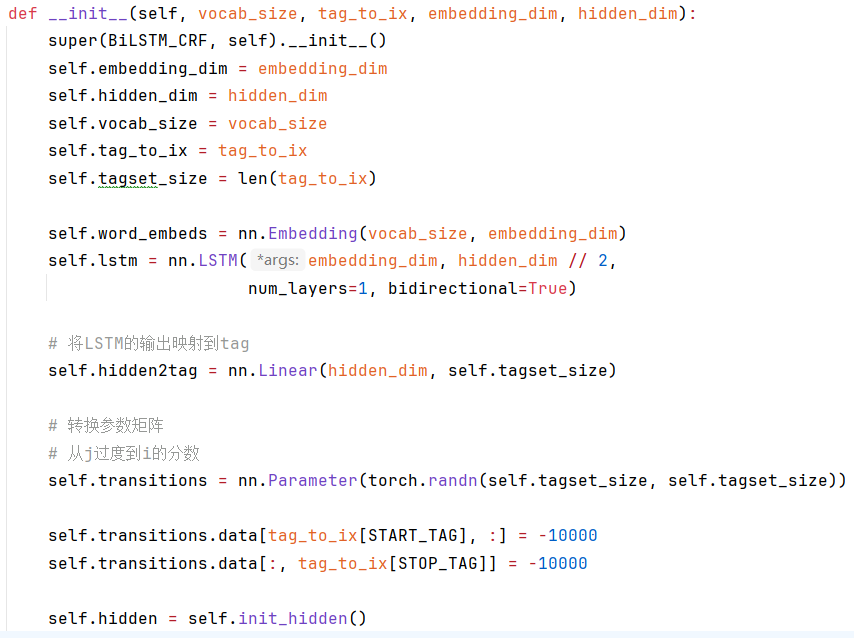 def __init__(self, vocab_size, tag_to_ix, embedding_dim, hidden_dim):
    super(BiLSTM_CRF, self).__init__()
    self.embedding_dim = embedding_dim
    self.hidden_dim = hidden_dim
    self.vocab_size = vocab_size
    self.tag_to_ix = tag_to_ix
    self.tagset_size = len(tag_to_ix)

    self.word_embeds = nn.Embedding(vocab_size, embedding_dim)
    self.lstm = nn.LSTM( *args: embedding_dim, hidden_dim // 2,
                        num_layers=1, bidirectional=True)

    # 将LSTM的输出映射到tag
    self.hidden2tag = nn.Linear(hidden_dim, self.tagset_size)

    # 转换参数矩阵
    # 从j过度到i的分数
    self.transitions = nn.Parameter(torch.randn(self.tagset_size, self.tagset_size))

    self.transitions.data[tag_to_ix[START_TAG], :] = -10000
    self.transitions.data[:, tag_to_ix[STOP_TAG]] = -10000

    self.hidden = self.init_hidden()